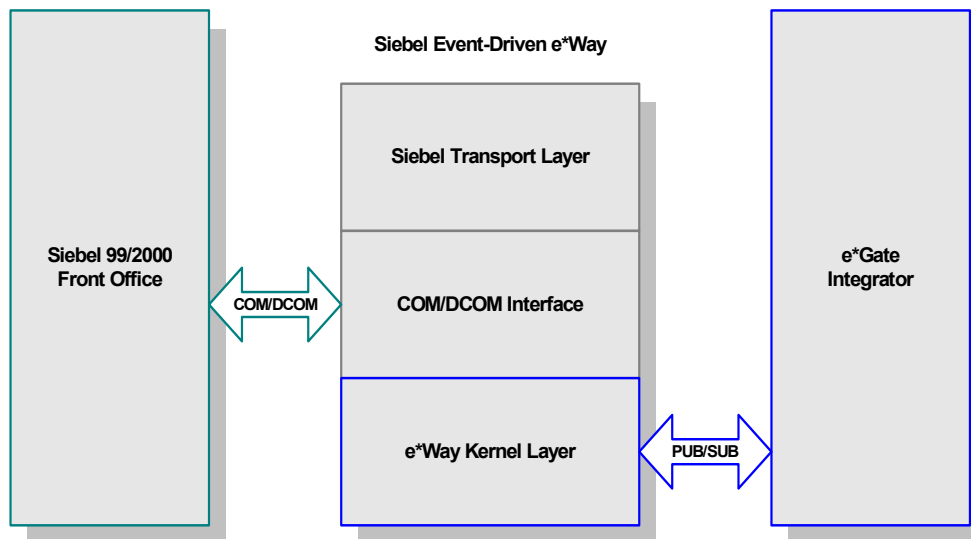 Siebel Event-Driven e*Way
Siebel Transport Layer
Siebel 99/2000
Front Office
COM/DCOM
COM/DCOM Interface
e*Way Kernel Layer
PUB/SUB
e*Gate
Integrator